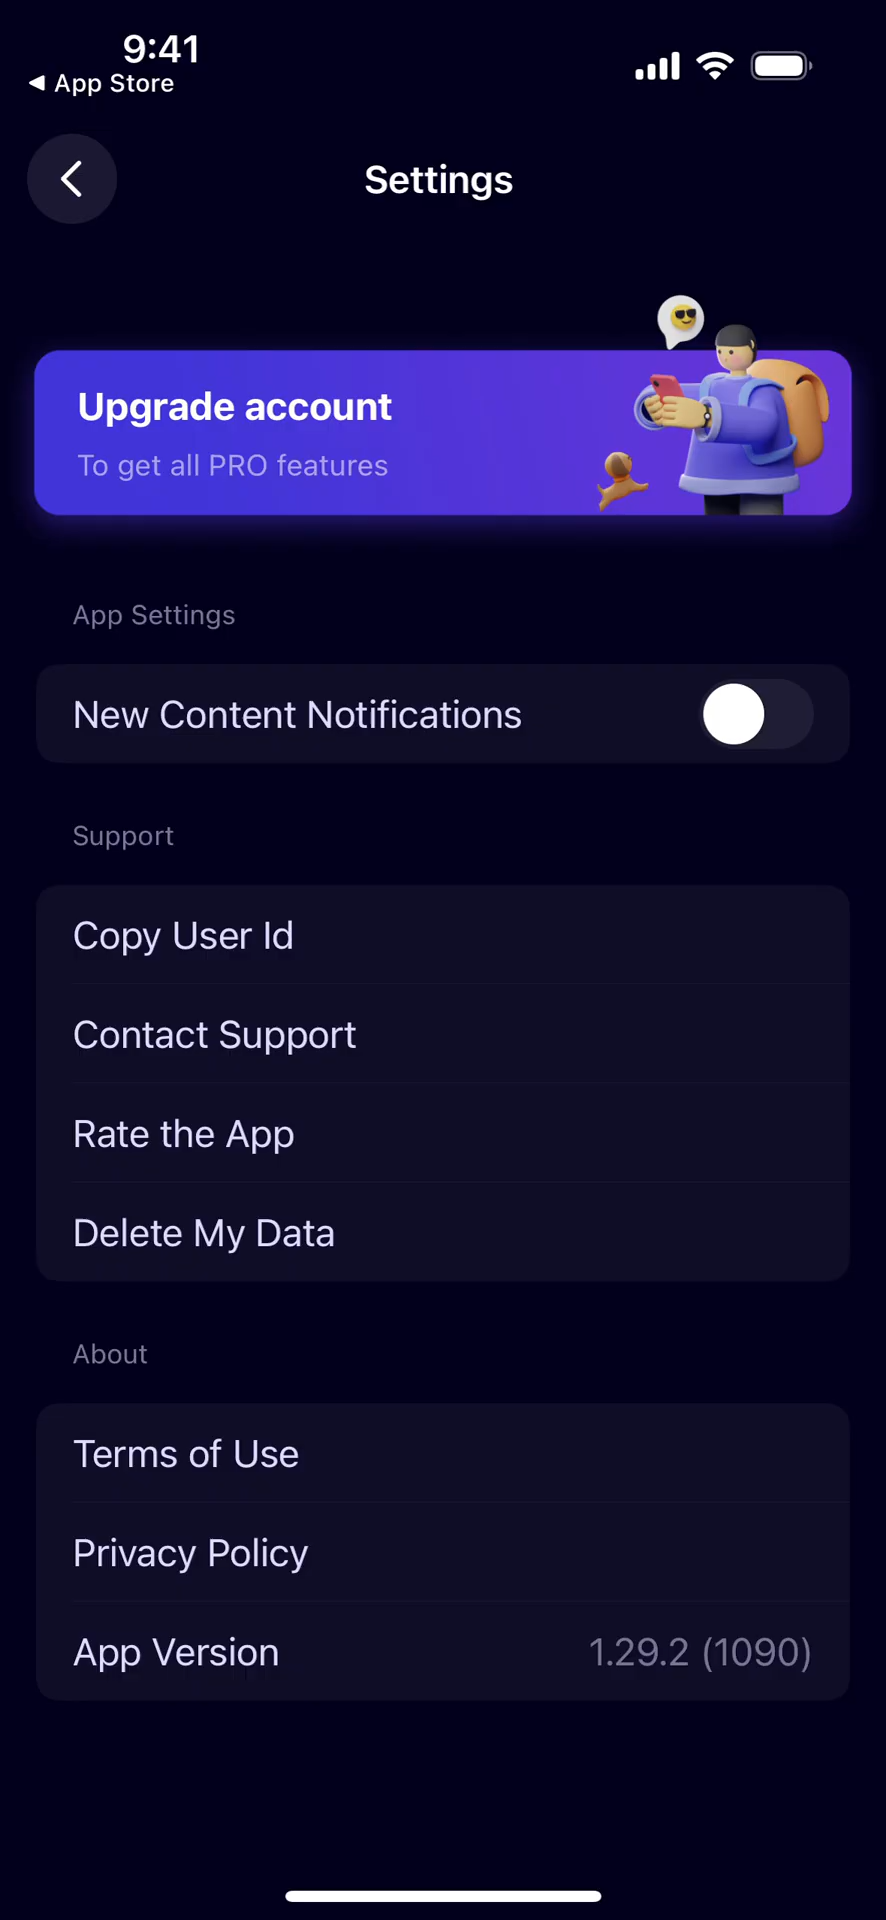 9:41
◀ App Store
Settings
Upgrade account
To get all PRO features
App Settings
New Content Notifications
Support
Copy User Id
Contact Support
Rate the App
Delete My Data
About
Terms of Use
Privacy Policy
App Version 1.29.2 (1090)